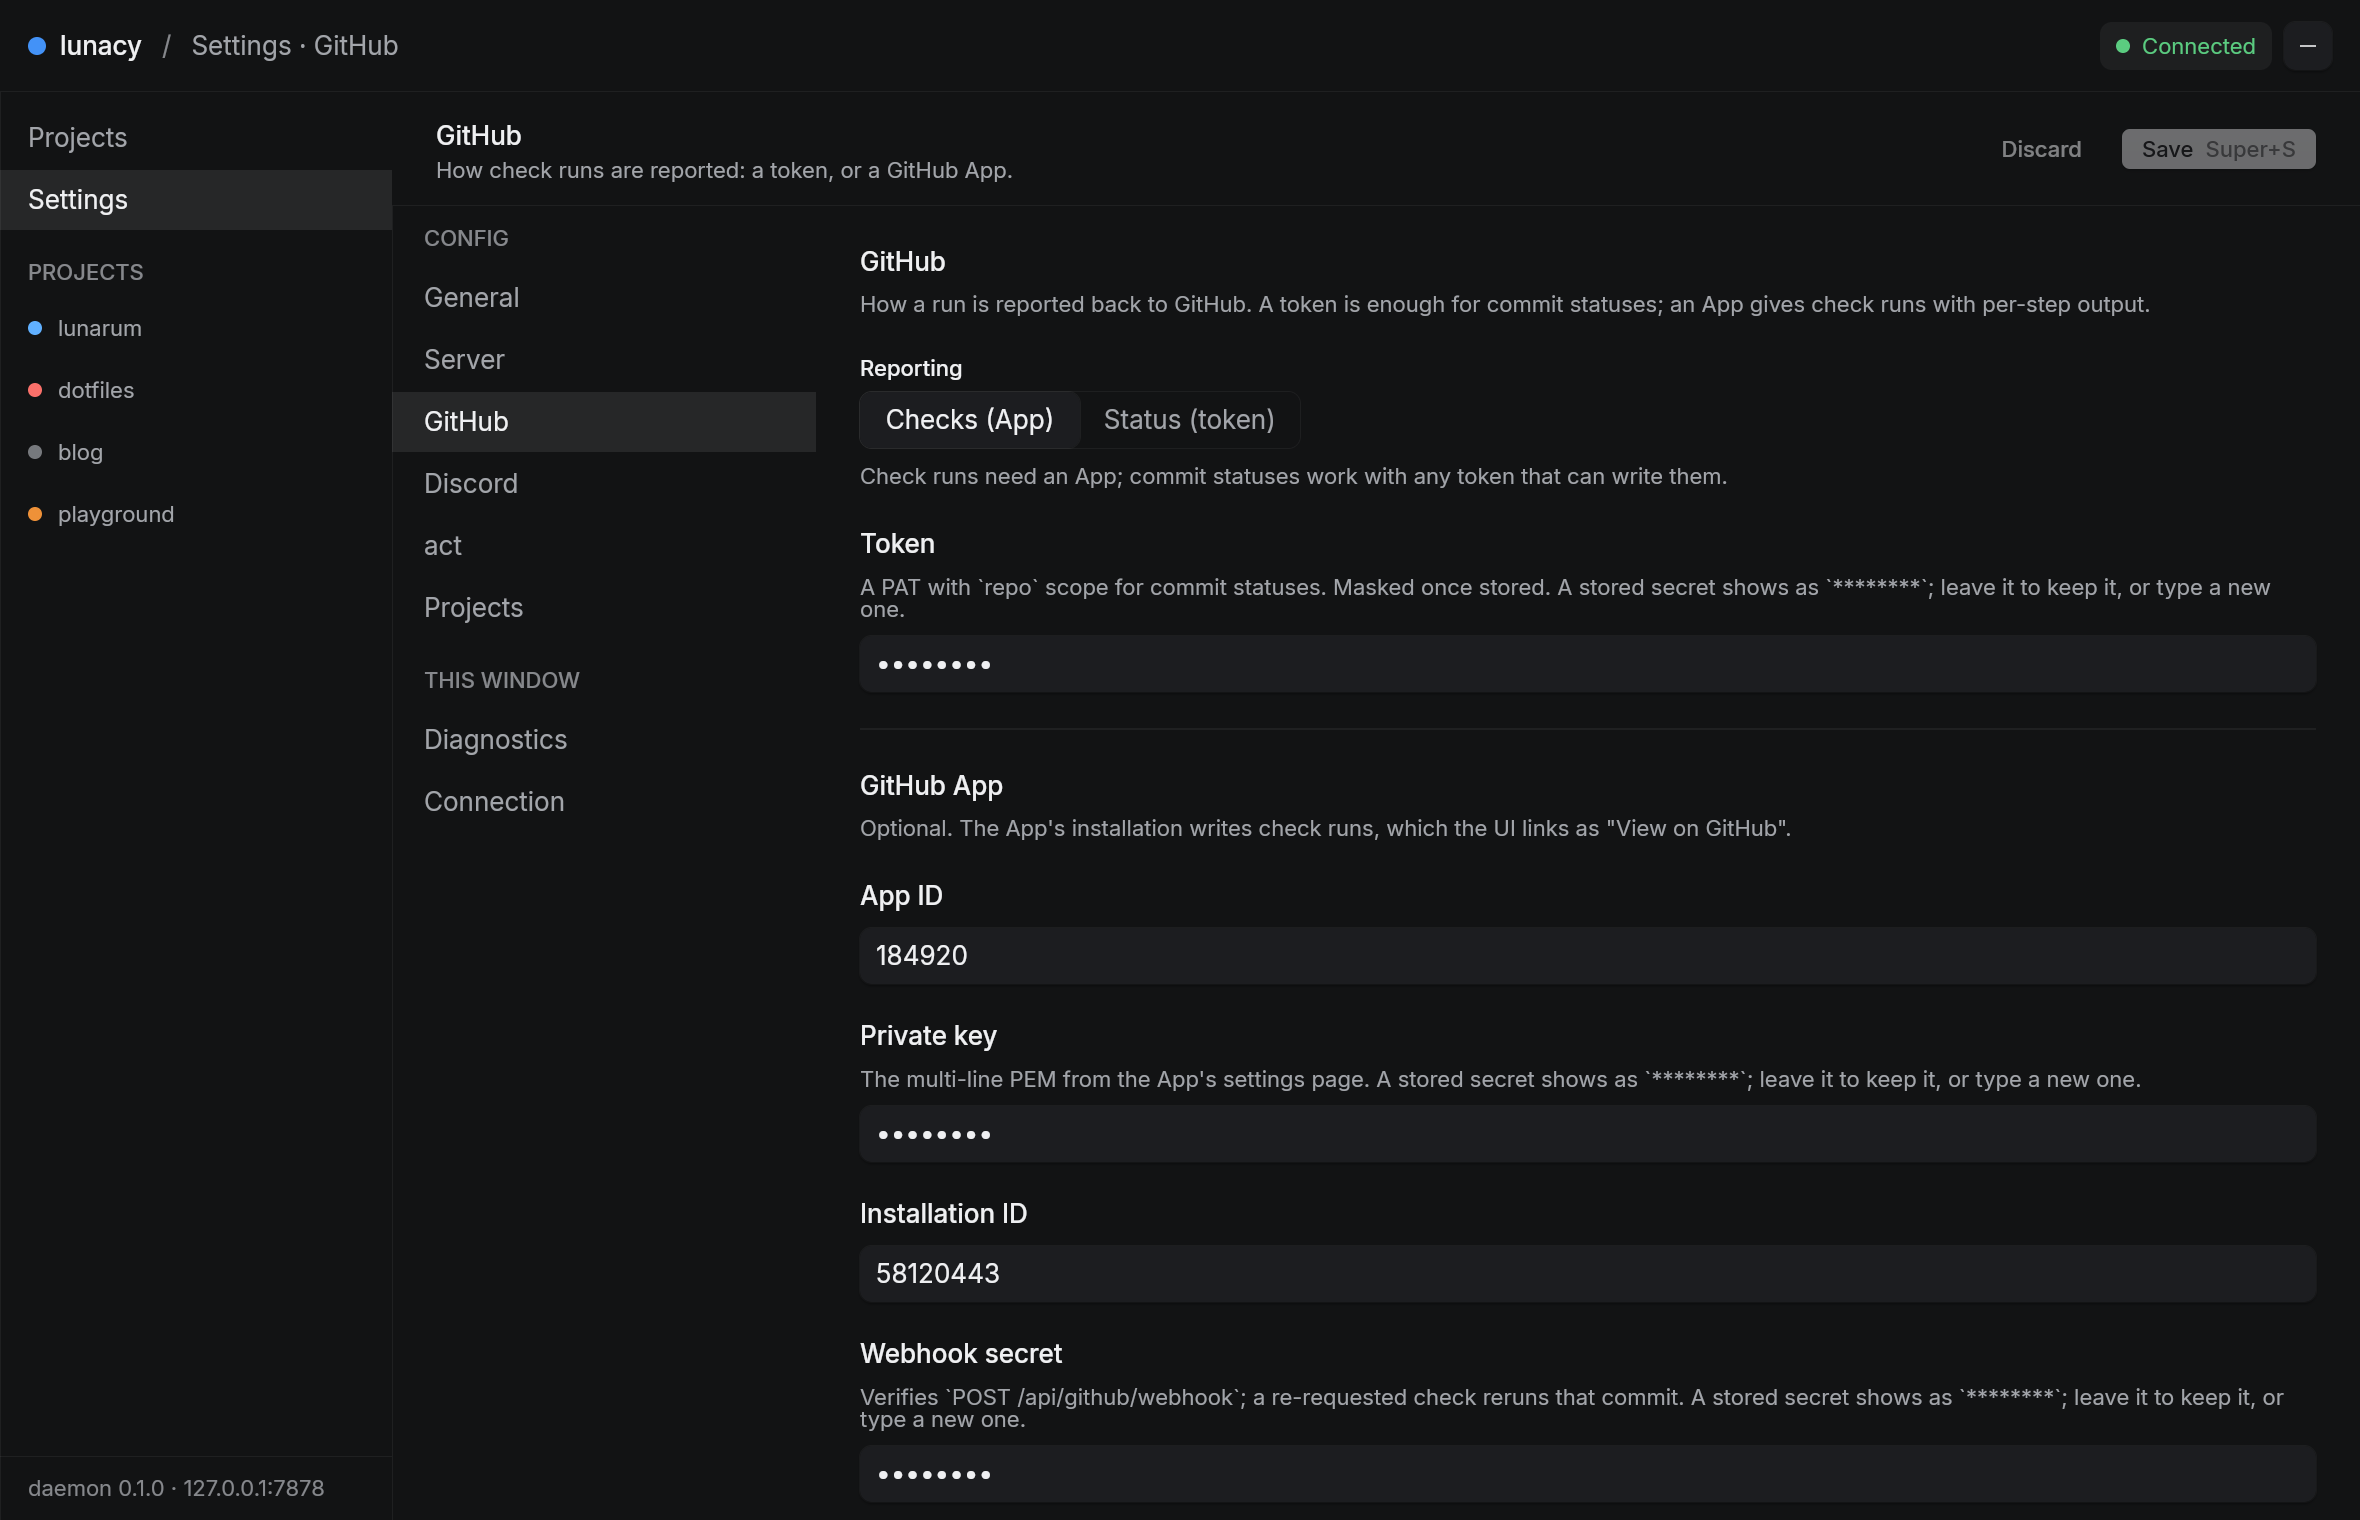 lunacy / Settings · GitHub
Connected
Projects
Settings
PROJECTS
lunarum
dotfiles
blog
playground
daemon 0.1.0 · 127.0.0.1:7878
GitHub
How check runs are reported: a token, or a GitHub App.
Discard
Save Super+S
CONFIG
General
Server
GitHub
Discord
act
Projects
THIS WINDOW
Diagnostics
Connection
GitHub
How a run is reported back to GitHub. A token is enough for commit statuses; an App gives check runs with per-step output.
Reporting
Checks (App) Status (token)
Check runs need an App; commit statuses work with any token that can write them.
Token
A PAT with `repo` scope for commit statuses. Masked once stored. A stored secret shows as `********`; leave it to keep it, or type a new
one.
••••••••
GitHub App
Optional. The App's installation writes check runs, which the UI links as "View on GitHub".
App ID
184920
Private key
The multi-line PEM from the App's settings page. A stored secret shows as `********`; leave it to keep it, or type a new one.
••••••••
Installation ID
58120443
Webhook secret
Verifies `POST /api/github/webhook`; a re-requested check reruns that commit. A stored secret shows as `********`; leave it to keep it, or
type a new one.
••••••••